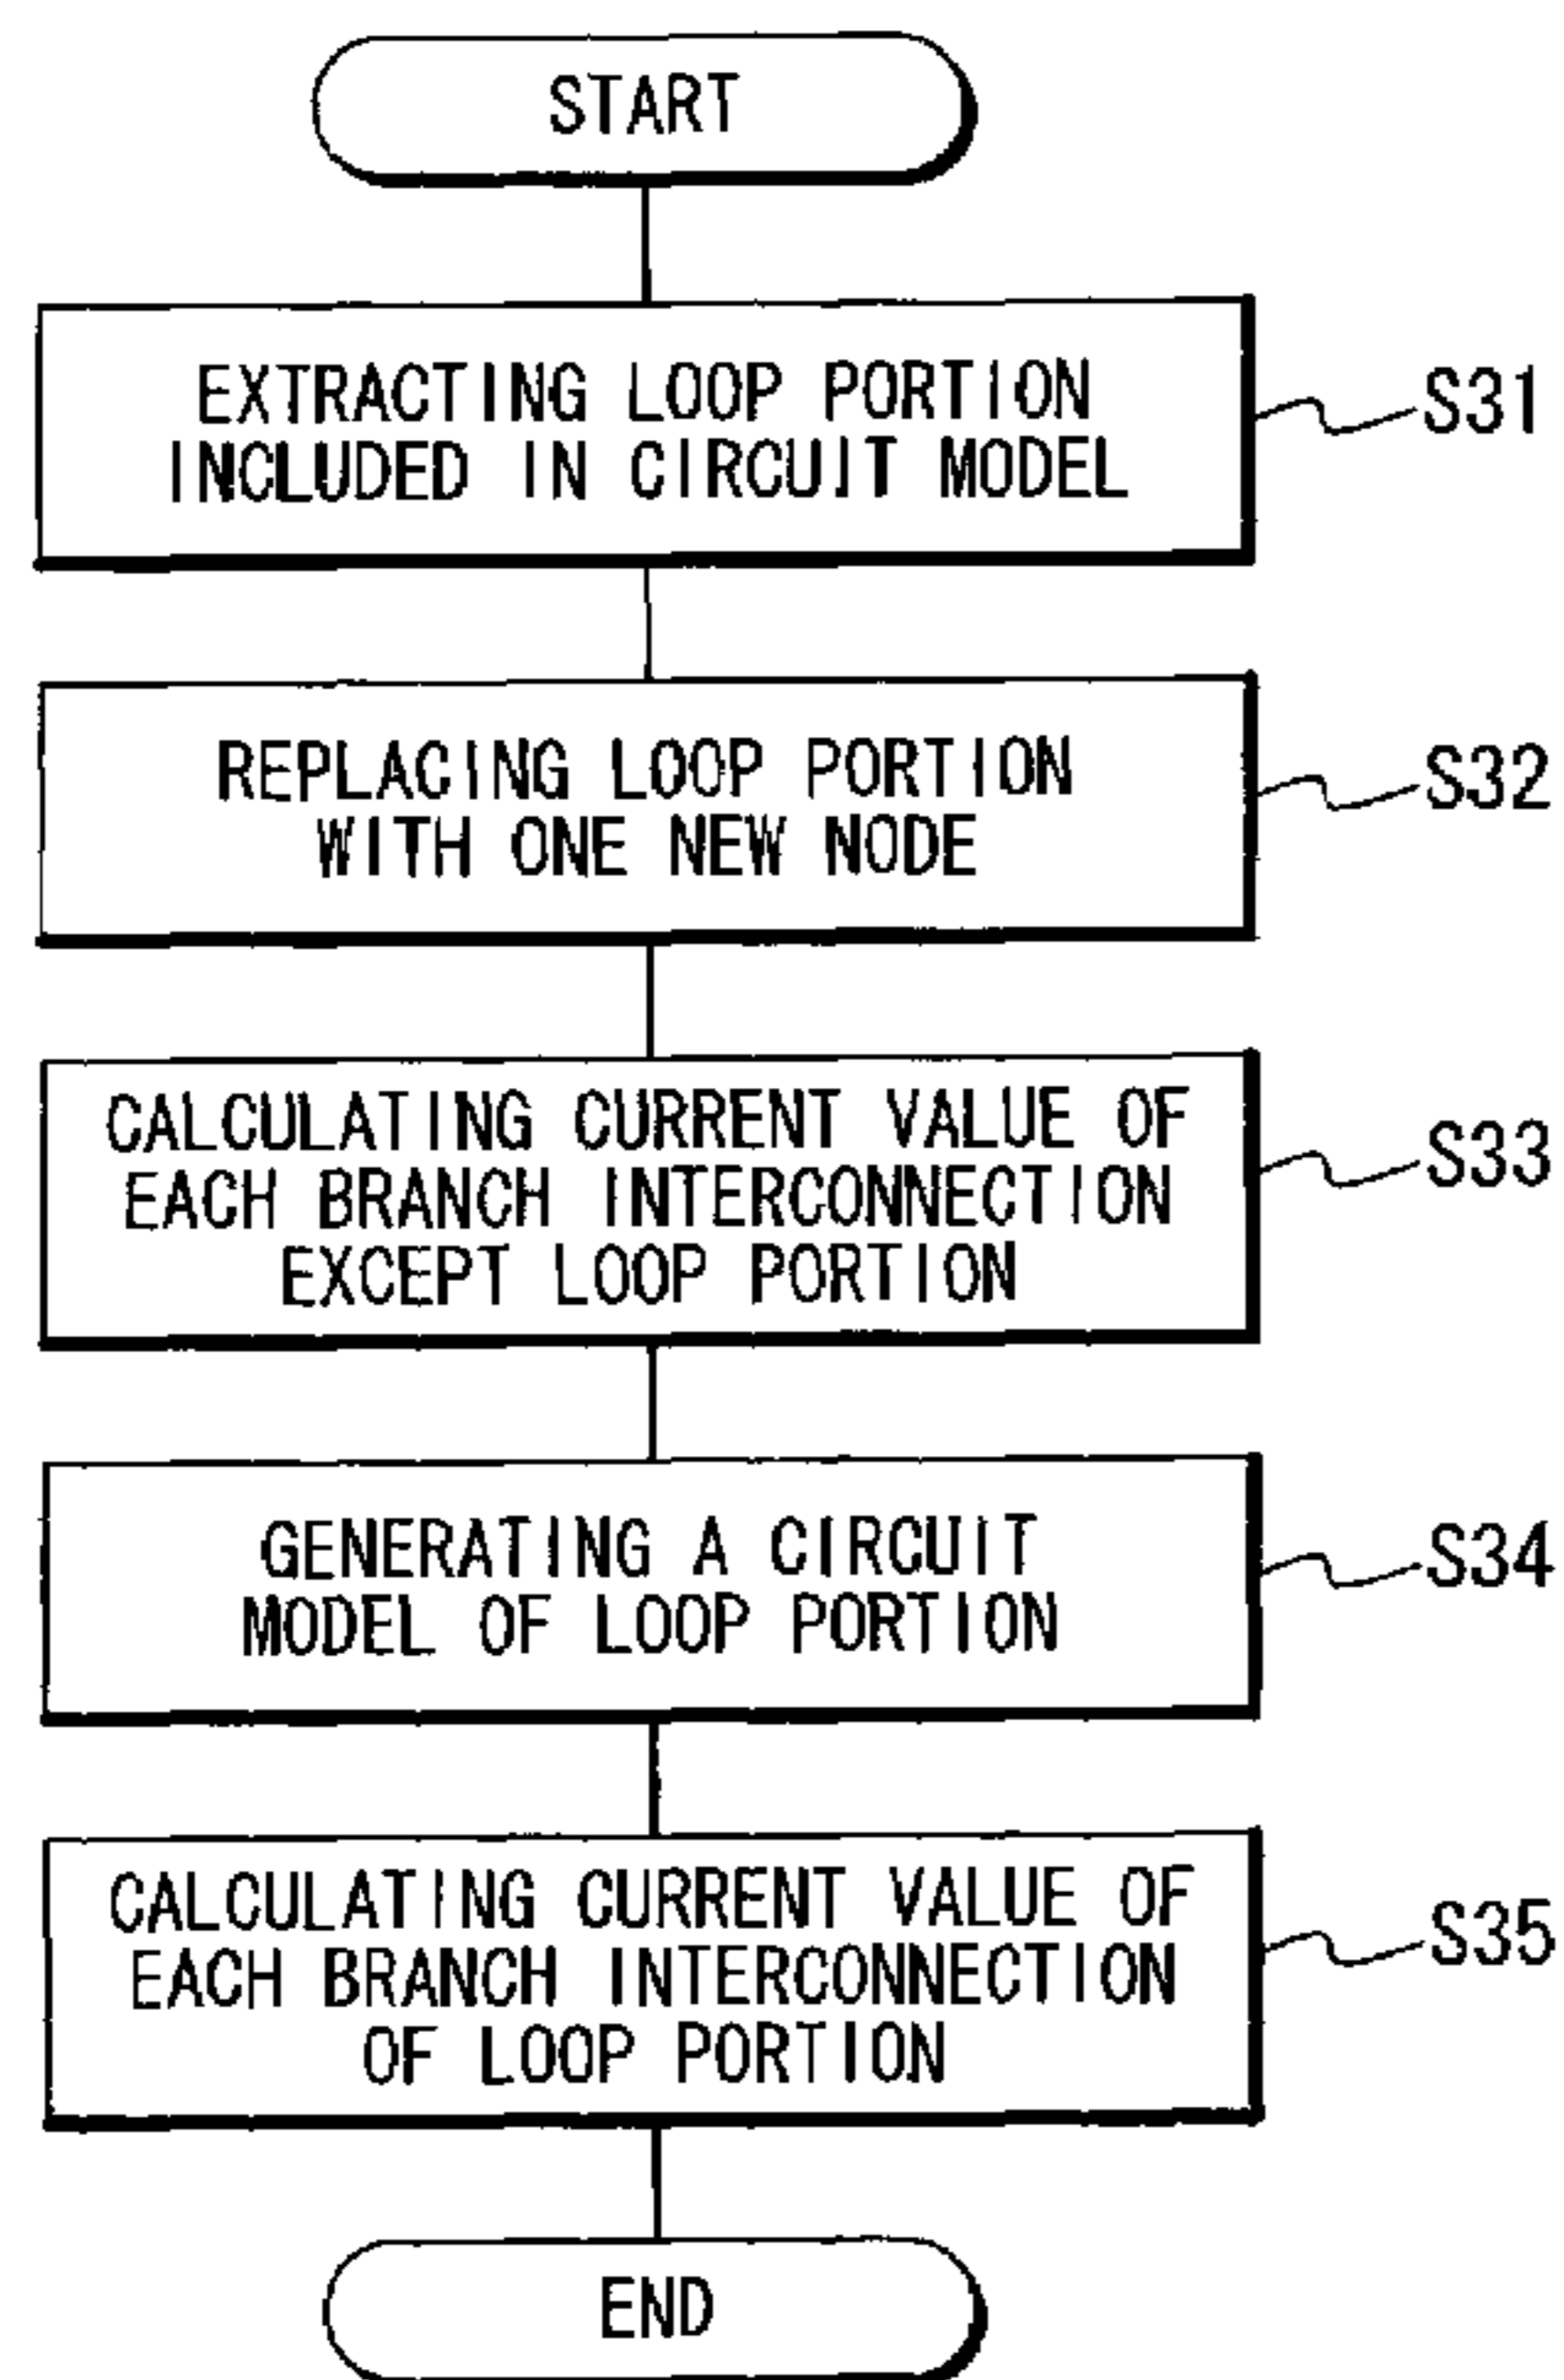 START
EXTRACTING LOOP PORTION
INCLUDED IN CIRCUIT MODEL
S31
REPLACING LOOP PORTION
WITH ONE NEW NODE
S32
CALCULATING CURRENT VALUE OF
EACH BRANCH INTERCONNECTION
EXCEPT LOOP PORTION
S33
GENERATING A CIRCUIT
MODEL OF LOOP PORTION
S34
CALCULATING CURRENT VALUE OF
EACH BRANCH INTERCONNECTION
OF LOOP PORTION
S35
END